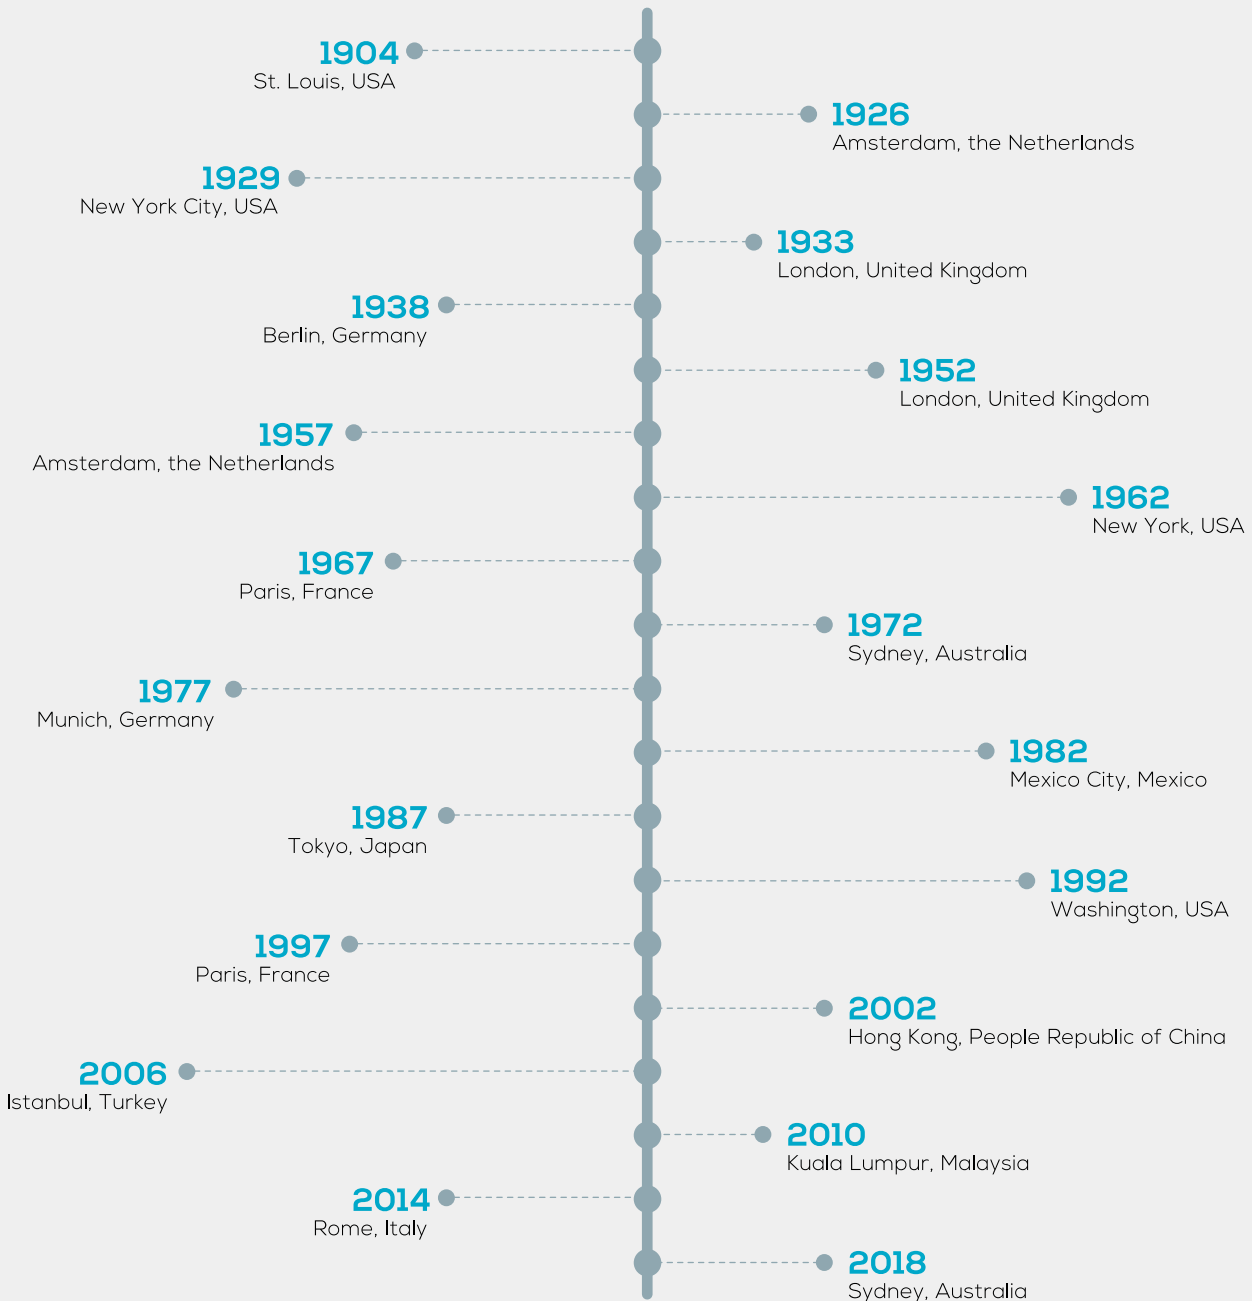 1904
St. Louis, USA
1926
Amsterdam, the Netherlands
1929
New York City, USA
1933
London, United Kingdom
1938
Berlin, Germany
1952
London, United Kingdom
1957
Amsterdam, the Netherlands
1962
New York, USA
1967
Paris, France
1972
Sydney, Australia
1977
Munich, Germany
1982
Mexico City, Mexico
1987
Tokyo, Japan
1992
Washington, USA
1997
Paris, France
2002
Hong Kong, People Republic of China
2006
Istanbul, Turkey
2010
Kuala Lumpur, Malaysia
2014
Rome, Italy
2018
Sydney, Australia